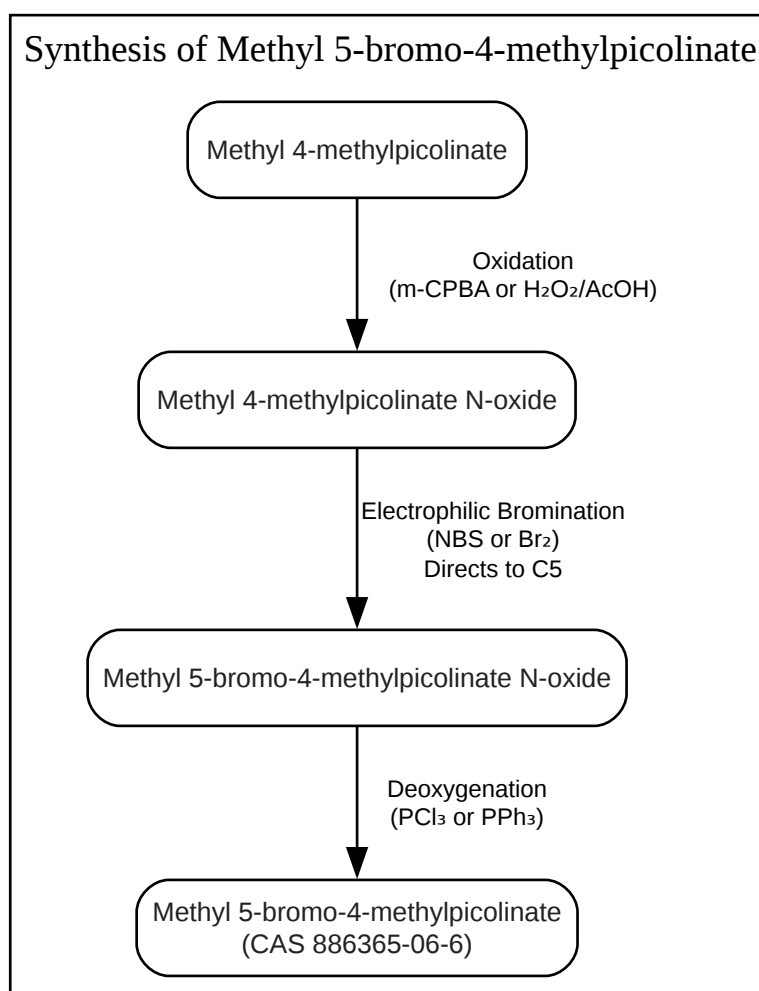 Synthesis of Methyl 5-bromo-4-methylpicolinate
Methyl 4-methylpicolinate
Oxidation
(m-CPBA or H₂O₂/AcOH)
Methyl 4-methylpicolinate N-oxide
Electrophilic Bromination
(NBS or Br₂)
Directs to C5
Methyl 5-bromo-4-methylpicolinate N-oxide
Deoxygenation
(PCl₃ or PPh₃)
Methyl 5-bromo-4-methylpicolinate
(CAS 886365-06-6)